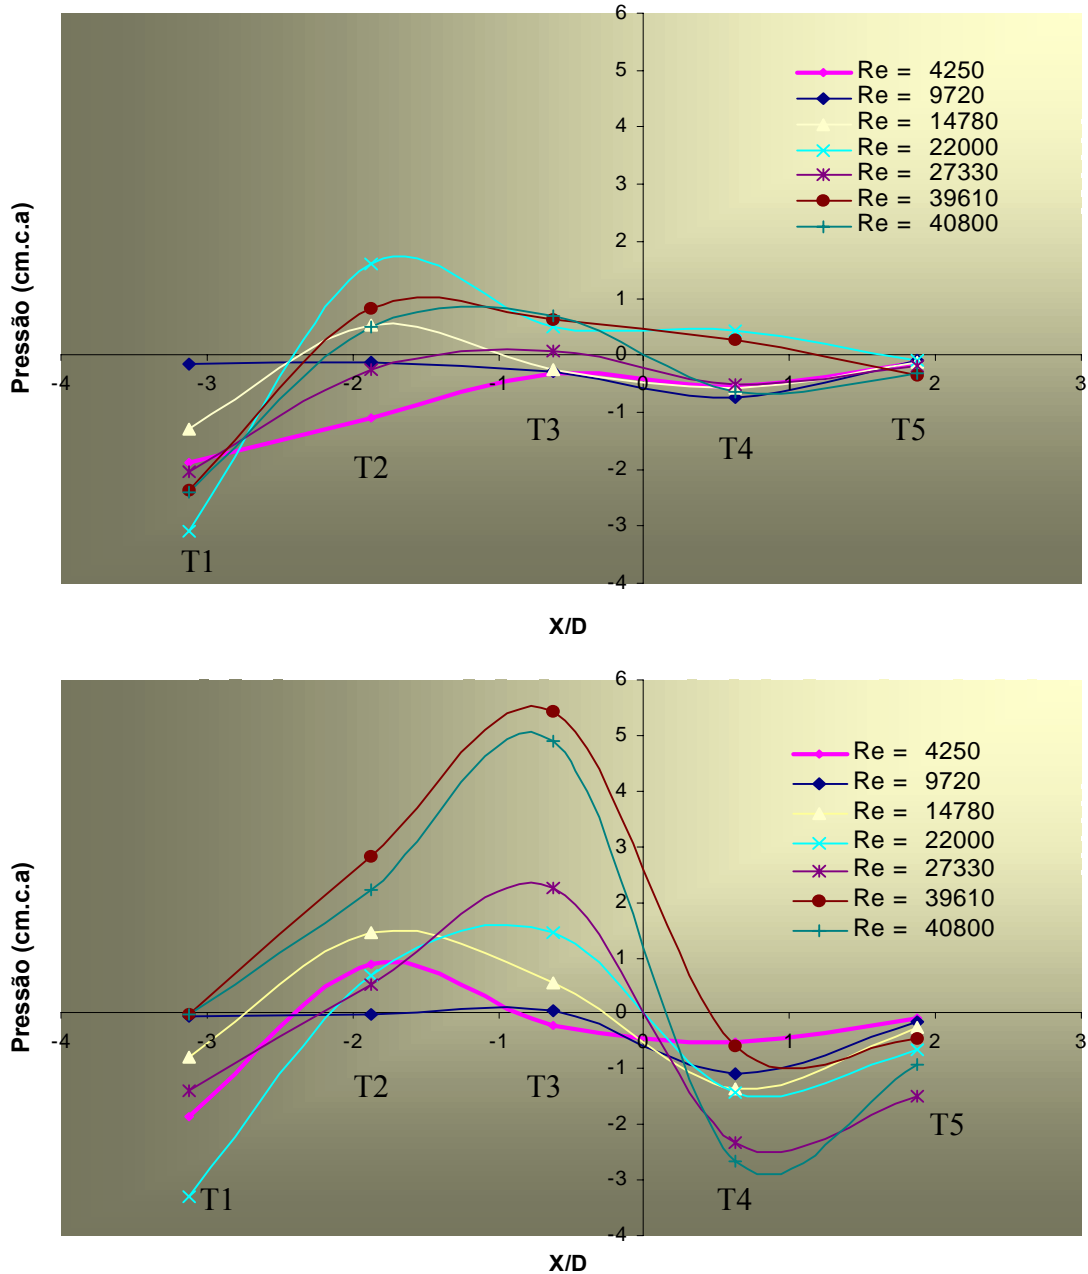 6
5
Re = 4250
Re = 9720
4
Re = 14780
Re = 22000
3
Re = 27330
Re = 39610
Re = 40800
2
1
0
-4
-3
-2
-1
0
1
2
3
-1
T3
T4
T5
T2
-2
-3
T1
-4
Pressão (cm.c.a)
X/D
6
5
Re = 4250
Re = 9720
4
Re = 14780
Re = 22000
3
Re = 27330
Re = 39610
2
Re = 40800
1
0
-4
-3
-2
-1
0
1
2
3
-1
T2
T3
-2
T5
-3
T1
T4
-4
Pressão (cm.c.a)
X/D